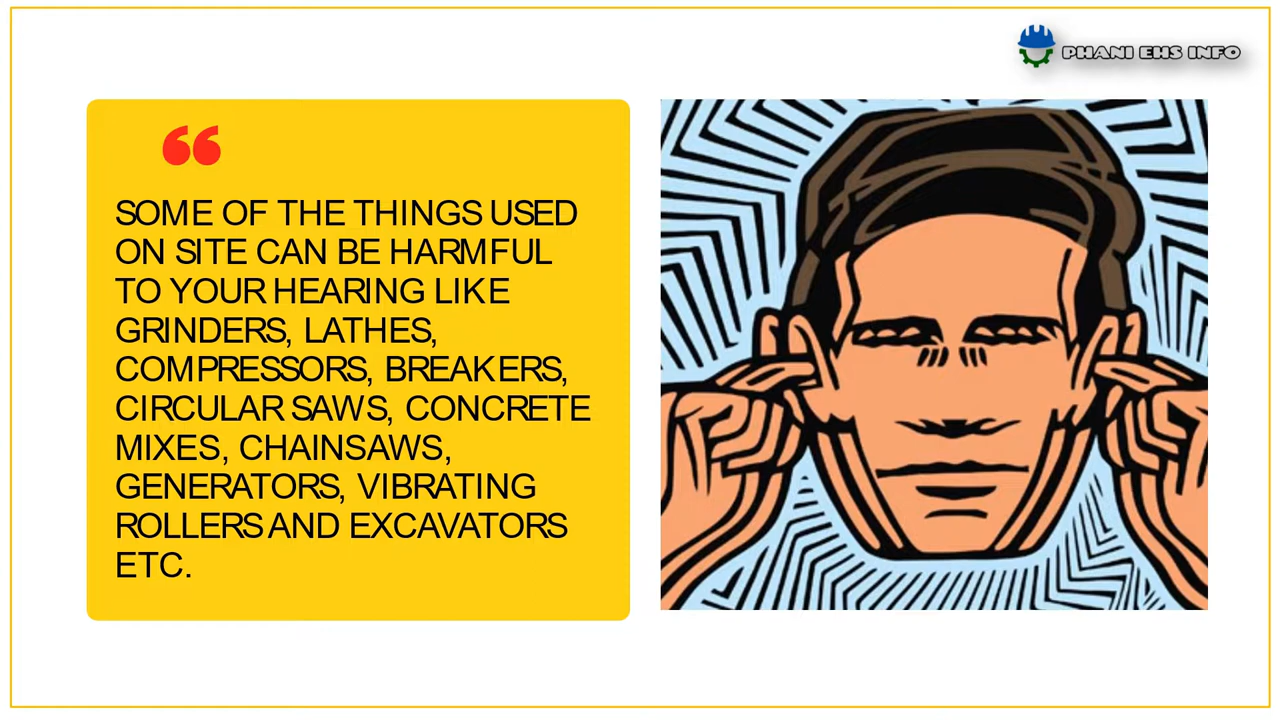 PHANI EHS INFO
“
SOME OF THE THINGS USED
ON SITE CAN BE HARMFUL
TO YOUR HEARING LIKE
GRINDERS, LATHES,
COMPRESSORS, BREAKERS,
CIRCULAR SAWS, CONCRETE
MIXES, CHAINSAWS,
GENERATORS, VIBRATING
ROLLERS AND EXCAVATORS
ETC.